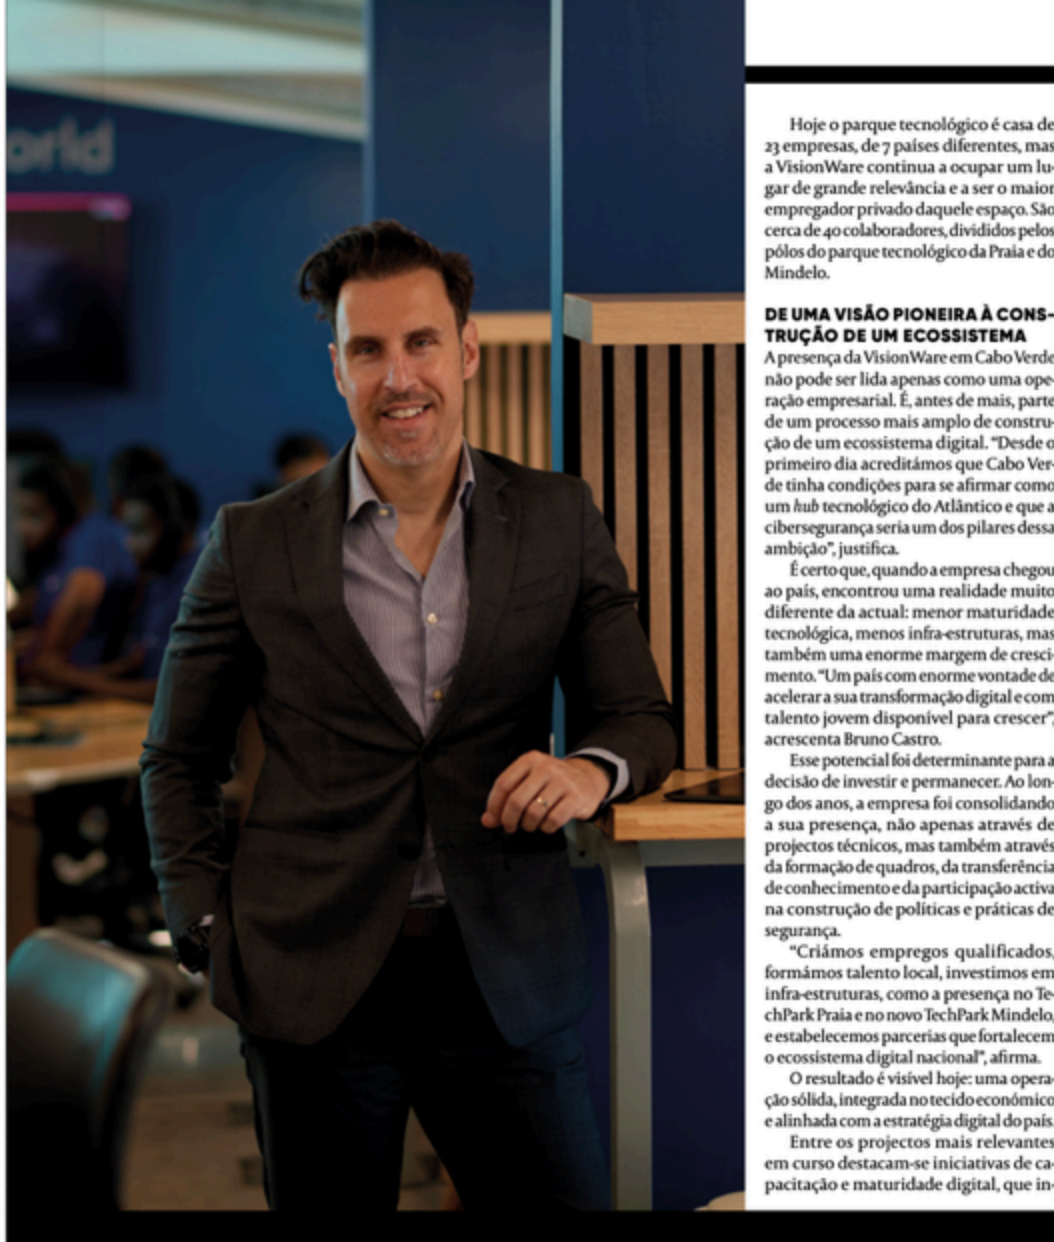 orld
Hoje o parque tecnológico é casa de
23 empresas, de 7 países diferentes, mas
a VisionWare continua a ocupar um lu-
gar de grande relevância e a ser o maior
empregador privado daquele espaço. São
cerca de 40 colaboradores, divididos pelos
pólos do parque tecnológico da Praia e do
Mindelo.
DE UMA VISÃO PIONEIRA À CONS-
TRUÇÃO DE UM ECOSSISTEMA
A presença da VisionWare em Cabo Verde
não pode ser lida apenas como uma ope-
ração empresarial. É, antes de mais, parte
de um processo mais amplo de constru-
ção de um ecossistema digital. “Desde o
primeiro dia acreditámos que Cabo Ver-
de tinha condições para se afirmar como
um hub tecnológico do Atlântico e que a
cibersegurança seria um dos pilares dessa
ambição”, justifica.
É certo que, quando a empresa chegou
ao país, encontrou uma realidade muito
diferente da actual: menor maturidade
tecnológica, menos infra-estruturas, mas
também uma enorme margem de cresci-
mento. “Um país com enorme vontade de
acelerar a sua transformação digital e com
talento jovem disponível para crescer”,
acrescenta Bruno Castro.
Esse potencial foi determinante para a
decisão de investir e permanecer. Ao lon-
go dos anos, a empresa foi consolidando
a sua presença, não apenas através de
projectos técnicos, mas também através
da formação de quadros, da transferência
de conhecimento e da participação activa
na construção de políticas e práticas de
segurança.
“Criámos empregos qualificados,
formámos talento local, investimos em
infra-estruturas, como a presença no Te-
chPark Praia e no novo TechPark Mindelo,
e estabelecemos parcerias que fortalecem
o ecossistema digital nacional”, afirma.
O resultado é visível hoje: uma opera-
ção sólida, integrada no tecido económico
e alinhada com a estratégia digital do país.
Entre os projectos mais relevantes
em curso destacam-se iniciativas de ca-
pacitação e maturidade digital, que in-